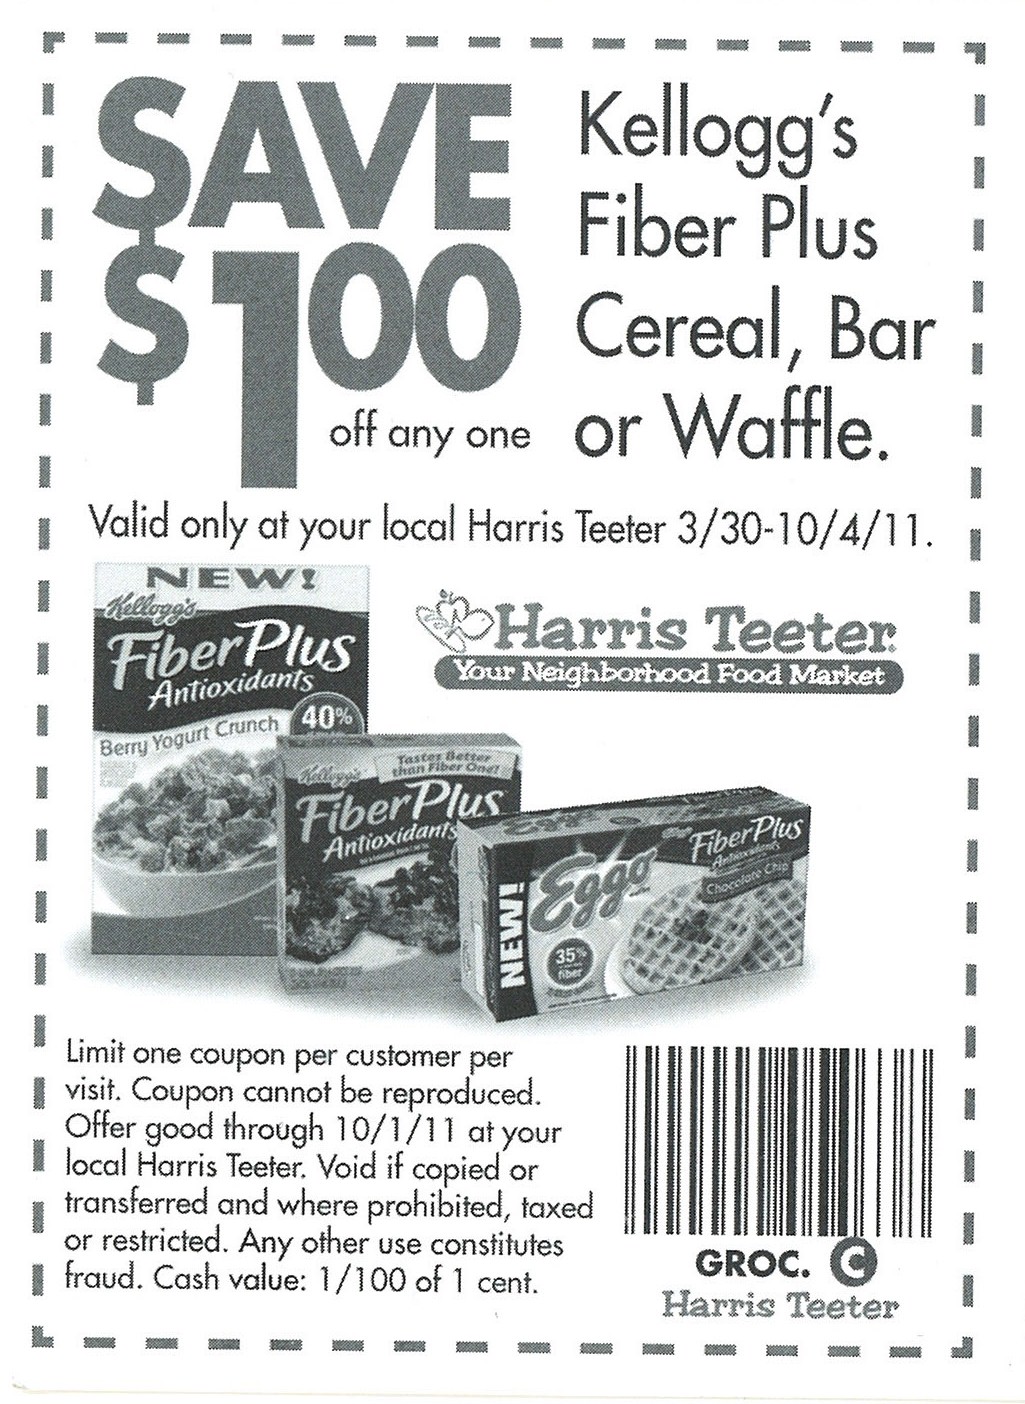 SAVE
$1.00
off any one
Kellogg's
Fiber Plus
Cereal, Bar
or Waffle.
Valid only at your local Harris Teeter 3/30-10/4/11.
NEW!
Kellogg's
FiberPlus
Antioxidants
Berry Yogurt Crunch
40%
Harris Teeter
Your Neighborhood Food Market
Kellogg's
Tastes Better
than Fiber One!
FiberPlus
Antioxidants
Eggo
NEW!
Eggo
FiberPlus
Antioxidants
Chocolate Chip
35%
fiber
Limit one coupon per customer per
visit. Coupon cannot be reproduced.
Offer good through 10/1/11 at your
local Harris Teeter. Void if copied or
transferred and where prohibited, taxed
or restricted. Any other use constitutes
fraud. Cash value: 1/100 of 1 cent.
GROC. C
Harris Teeter